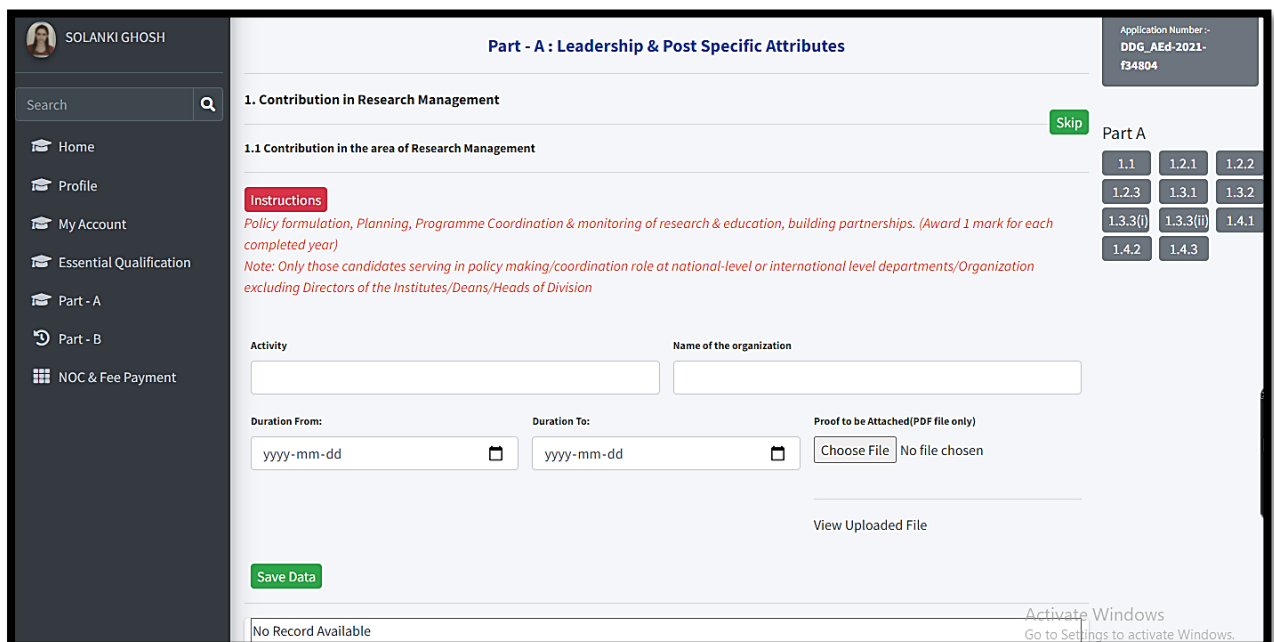 SOLANKI GHOSH
Search
Home
Profile
My Account
Essential Qualification
Part - A
Part - B
NOC & Fee Payment
Part - A : Leadership & Post Specific Attributes
1. Contribution in Research Management
Skip
1.1 Contribution in the area of Research Management
Instructions
Policy formulation, Planning, Programme Coordination & monitoring of research & education, building partnerships. (Award 1 mark for each
completed year)
Note: Only those candidates serving in policy making/coordination role at national-level or international level departments/Organization
excluding Directors of the Institutes/Deans/Heads of Division
Activity Name of the organization
Duration From: Duration To: Proof to be Attached(PDF file only)
yyyy-mm-dd yyyy-mm-dd Choose File No file chosen
View Uploaded File
Save Data
No Record Available
Application Number :-
DDG_AEd-2021-
f34804
Part A
1.1 1.2.1 1.2.2
1.2.3 1.3.1 1.3.2
1.3.3(i) 1.3.3(ii) 1.4.1
1.4.2 1.4.3
Activate Windows
Go to Settings to activate Windows.